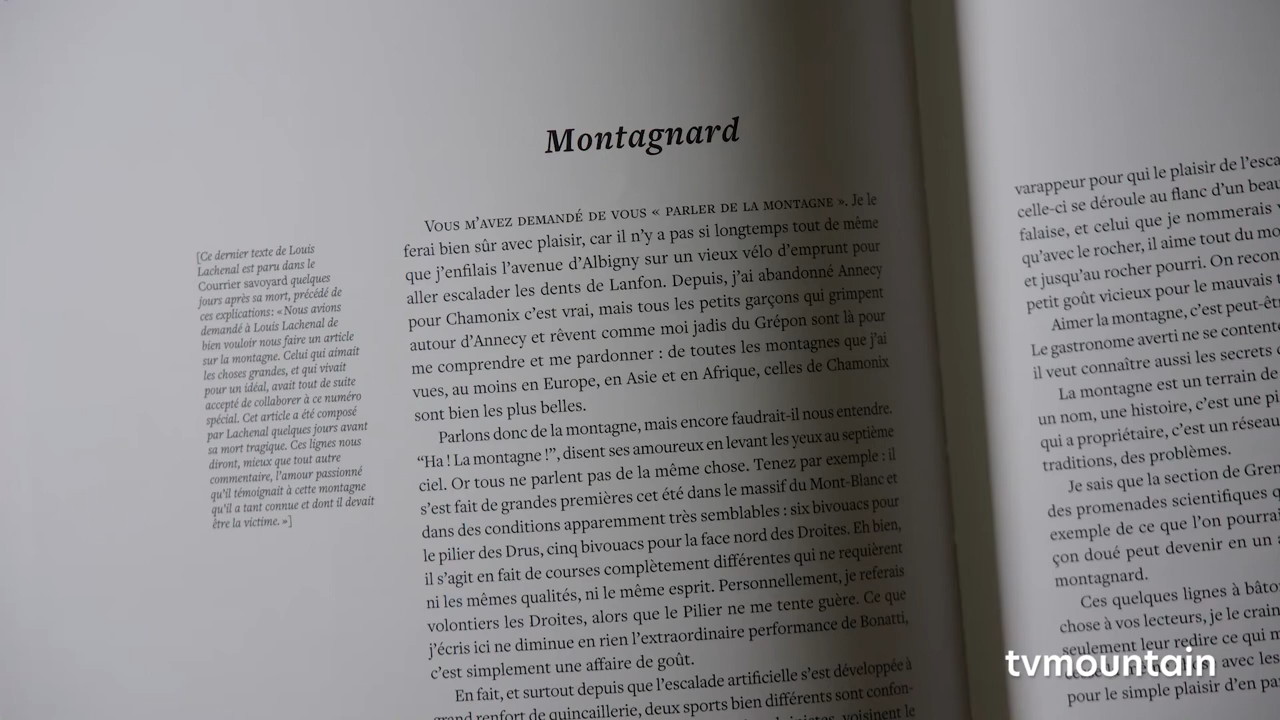 Montagnard
[Ce dernier texte de Louis
Lachenal est paru dans le
Courrier savoyard quelques
jours après sa mort, précédé de
ces explications: «Nous avions
demandé à Louis Lachenal de
bien vouloir nous faire un article
sur la montagne. Celui qui aimait
les choses grandes, et qui vivait
pour un idéal, avait tout de suite
accepté de collaborer à ce numéro
spécial. Cet article a été composé
par Lachenal quelques jours avant
sa mort tragique. Ces lignes nous
diront, mieux que tout autre
commentaire, l'amour passionné
qu'il témoignait à cette montagne
qu'il a tant connue et dont il devait
être la victime. »]
VOUS M'AVEZ DEMANDÉ DE VOUS « PARLER DE LA MONTAGNE ». Je le
ferai bien sûr avec plaisir, car il n'y a pas si longtemps tout de même
que j'enfilais l'avenue d'Albigny sur un vieux vélo d'emprunt pour
aller escalader les dents de Lanfon. Depuis, j'ai abandonné Annecy
pour Chamonix c'est vrai, mais tous les petits garçons qui grimpent
autour d'Annecy et rêvent comme moi jadis du Grépon sont là pour
me comprendre et me pardonner : de toutes les montagnes que j'ai
vues, au moins en Europe, en Asie et en Afrique, celles de Chamonix
sont bien les plus belles.
Parlons donc de la montagne, mais encore faudrait-il nous entendre.
“Ha ! La montagne !”, disent ses amoureux en levant les yeux au septième
ciel. Or tous ne parlent pas de la même chose. Tenez par exemple : il
s'est fait de grandes premières cet été dans le massif du Mont-Blanc et
dans des conditions apparemment très semblables : six bivouacs pour
le pilier des Drus, cinq bivouacs pour la face nord des Droites. Eh bien,
il s'agit en fait de courses complètement différentes qui ne requièrent
ni les mêmes qualités, ni le même esprit. Personnellement, je referais
volontiers les Droites, alors que le Pilier ne me tente guère. Ce que
j'écris ici ne diminue en rien l'extraordinaire performance de Bonatti,
c'est simplement une affaire de goût.
En fait, et surtout depuis que l'escalade artificielle s'est développée à
grand renfort de quincaillerie, deux sports bien différents sont confon-
voisinent le
varappeur pour qui le plaisir de l'esca
celle-ci se déroule au flanc d'un beau
falaise, et celui que je nommerais
qu'avec le rocher, il aime tout du mo
et jusqu'au rocher pourri. On recon
petit goût vicieux pour le mauvais
Aimer la montagne, c'est peut-êt
Le gastronome averti ne se content
il veut connaître aussi les secrets
La montagne est un terrain de
un nom, une histoire, c'est une pi
qui a propriétaire, c'est un réseau
traditions, des problèmes.
Je sais que la section de Gren
des promenades scientifiques
exemple de ce que l'on pourrai
çon doué peut devenir en un
montagnard.
Ces quelques lignes à bâto
chose à vos lecteurs, je le crain
seulement leur redire ce qui m
avec les
pour le simple plaisir d'en pa
tvmountain